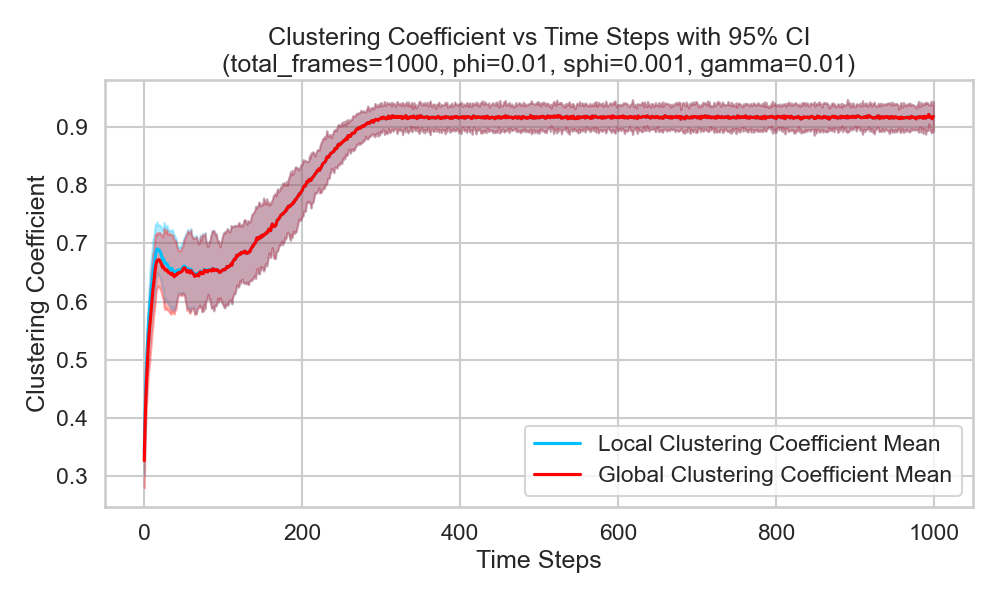 Clustering Coefficient vs Time Steps with 95% CI
(total_frames=1000, phi=0.01, sphi=0.001, gamma=0.01)
Clustering Coefficient
0.9
0.8
0.7
0.6
0.5
0.4
0.3
Local Clustering Coefficient Mean
Global Clustering Coefficient Mean
0 200 400 600 800 1000
Time Steps